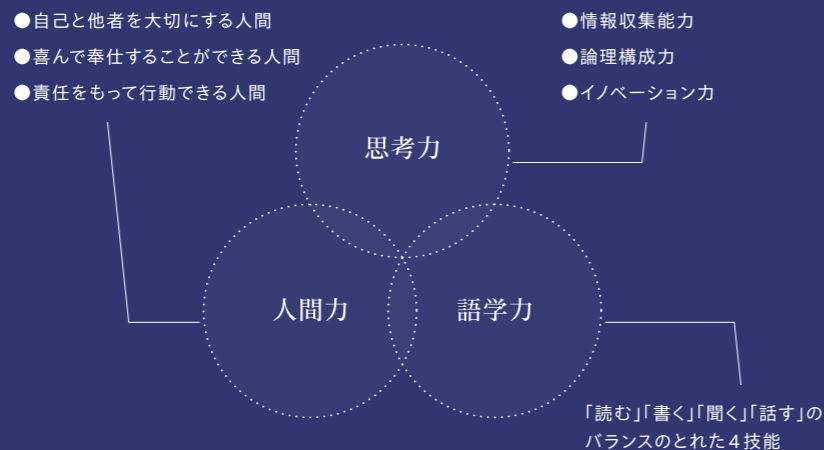 ●自己と他者を大切にする人間
●喜んで奉仕することができる人間
●責任をもって行動できる人間
●情報収集能力
●論理構成力
●イノベーション力
思考力
人間力
語学力
「読む」「書く」「聞く」「話す」の
バランスのとれた4技能